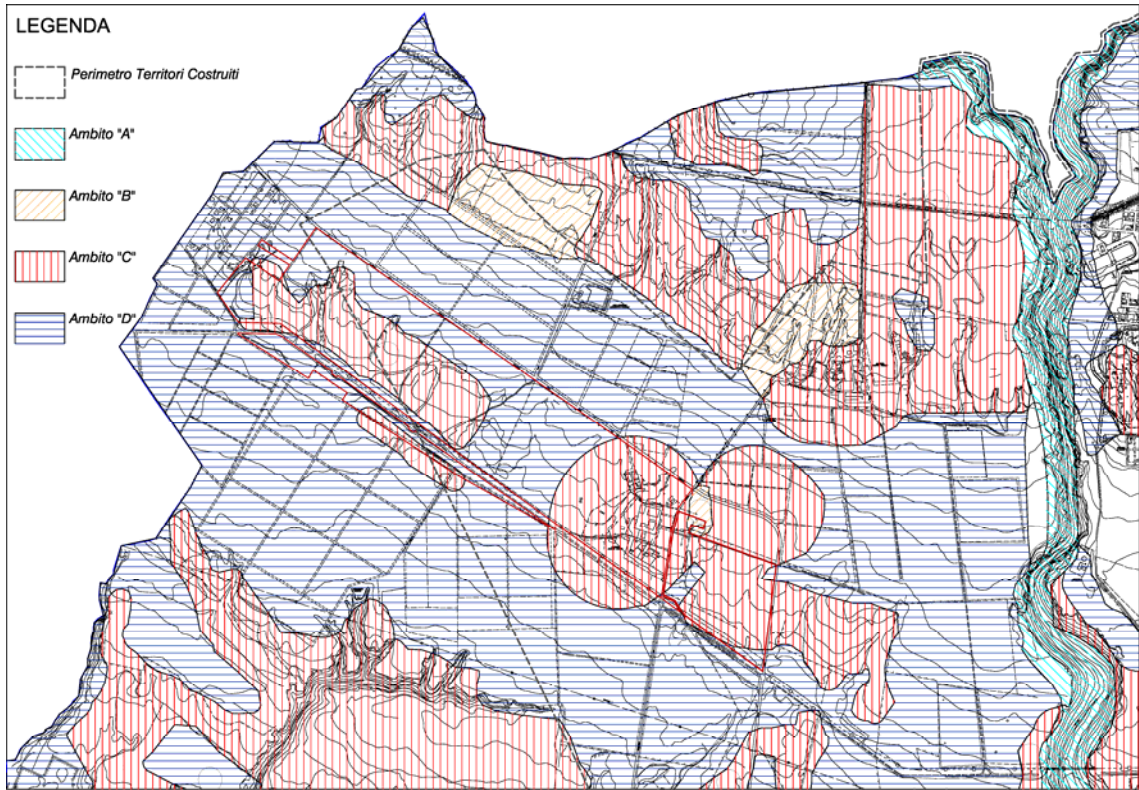 LEGENDA
Perimetro Territori Costruiti
Ambito "A"
Ambito "B"
Ambito "C"
Ambito "D"